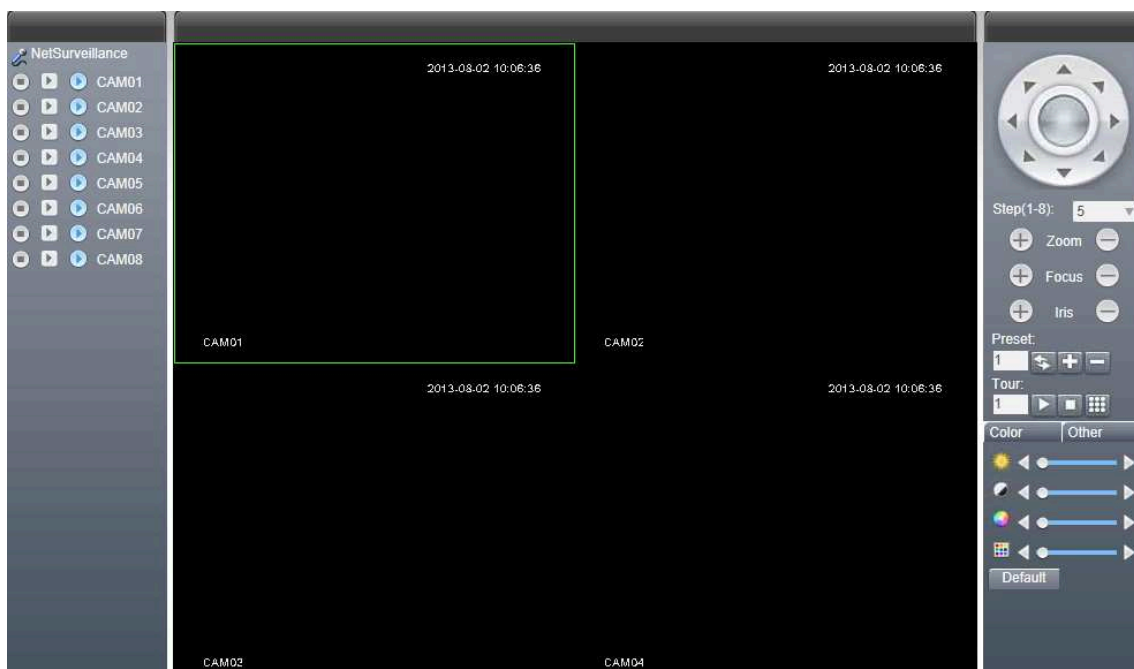 NetSurveillance
CAM01
CAM02
CAM03
CAM04
CAM05
CAM06
CAM07
CAM08
2013-08-02 10:06:36
2013-08-02 10:06:36
CAM01
CAM02
2013-08-02 10:06:36
2013-08-02 10:06:36
CAM03
CAM04
Step(1-8): 5
Zoom
Focus
Iris
Preset:
1
Tour:
1
Color Other
Default